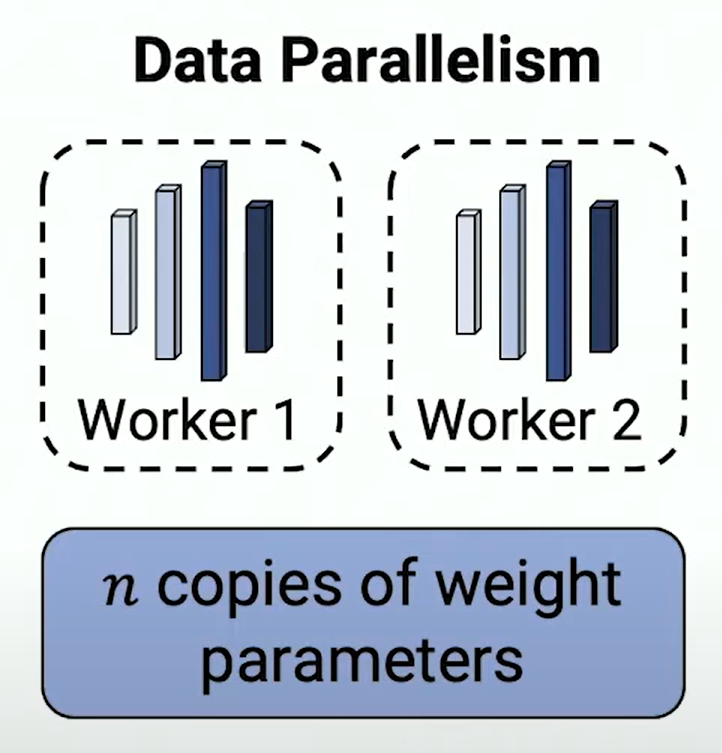 Data Parallelism
Worker 1
Worker 2
n copies of weight
parameters